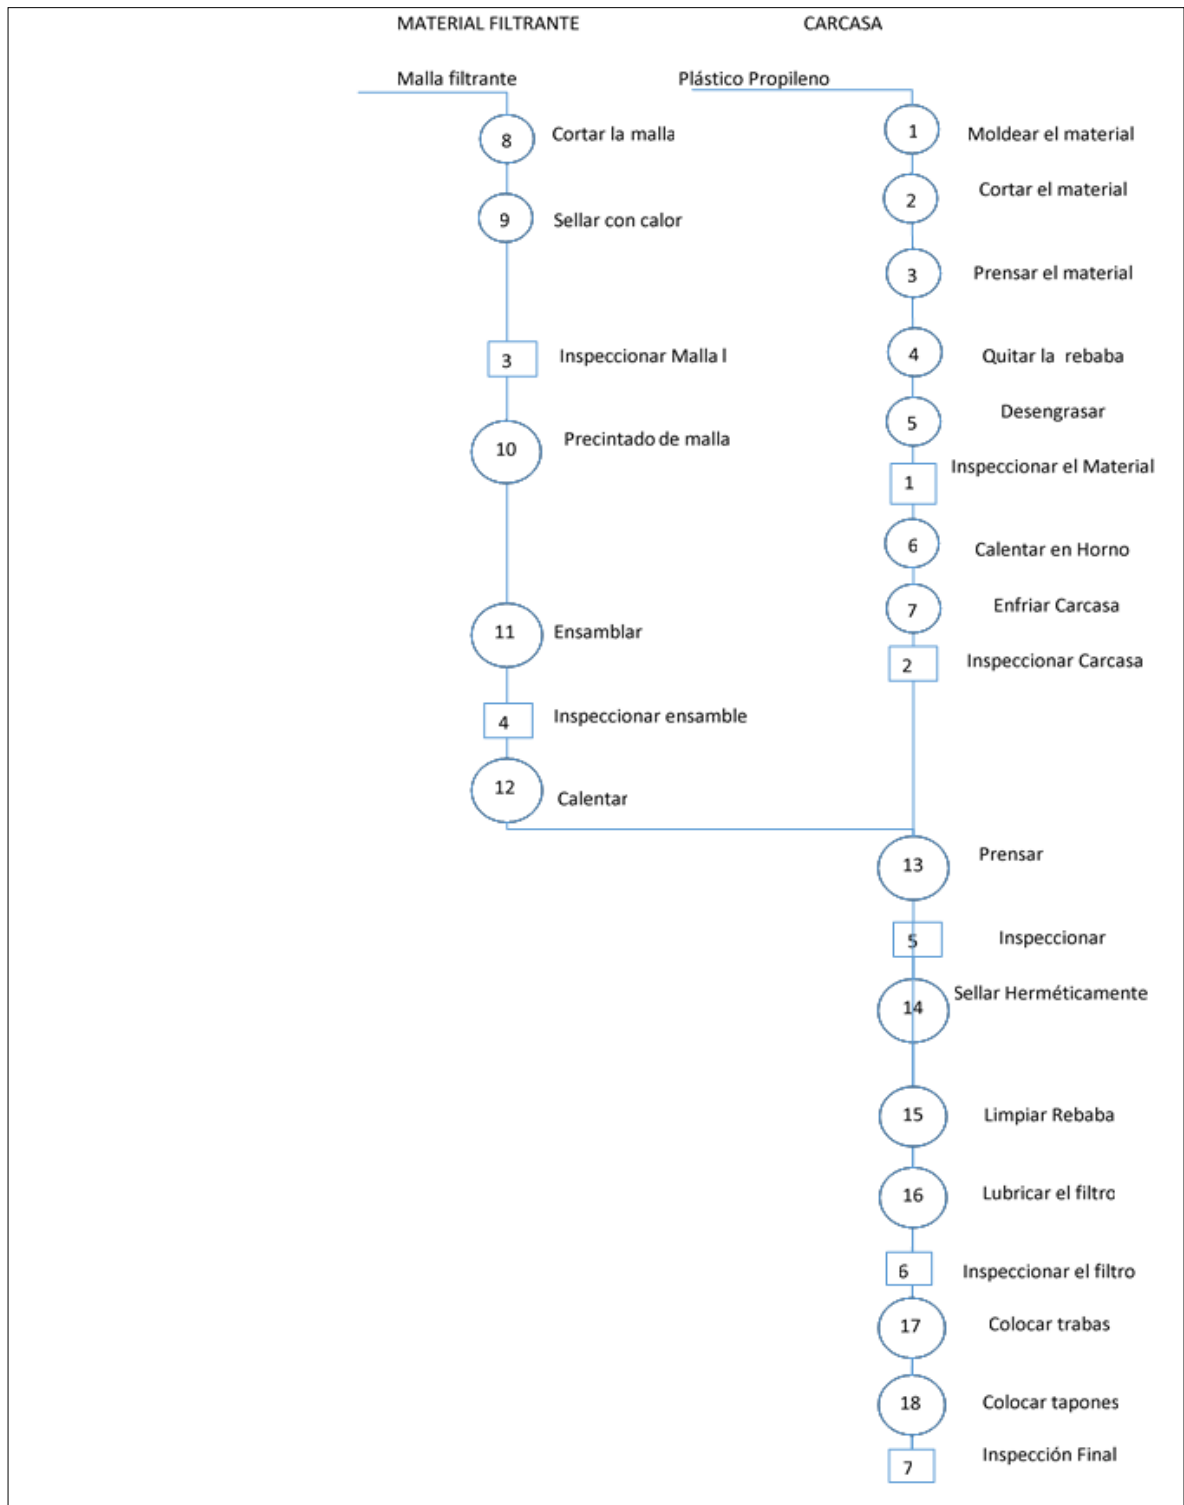 MATERIAL FILTRANTE
CARCASA
Malla filtrante
Plástico Propileno
8
Cortar la malla
9
Sellar con calor
3
Inspeccionar Malla l
10
Precintado de malla
11
Ensamblar
4
Inspeccionar ensamble
12
Calentar
1
Moldear el material
2
Cortar el material
3
Prensar el material
4
Quitar la rebaba
5
Desengrasar
1
Inspeccionar el Material
6
Calentar en Horno
7
Enfriar Carcasa
2
Inspeccionar Carcasa
13
Prensar
5
Inspeccionar
14
Sellar Herméticamente
15
Limpiar Rebaba
16
Lubricar el filtro
6
Inspeccionar el filtro
17
Colocar trabas
18
Colocar tapones
7
Inspección Final